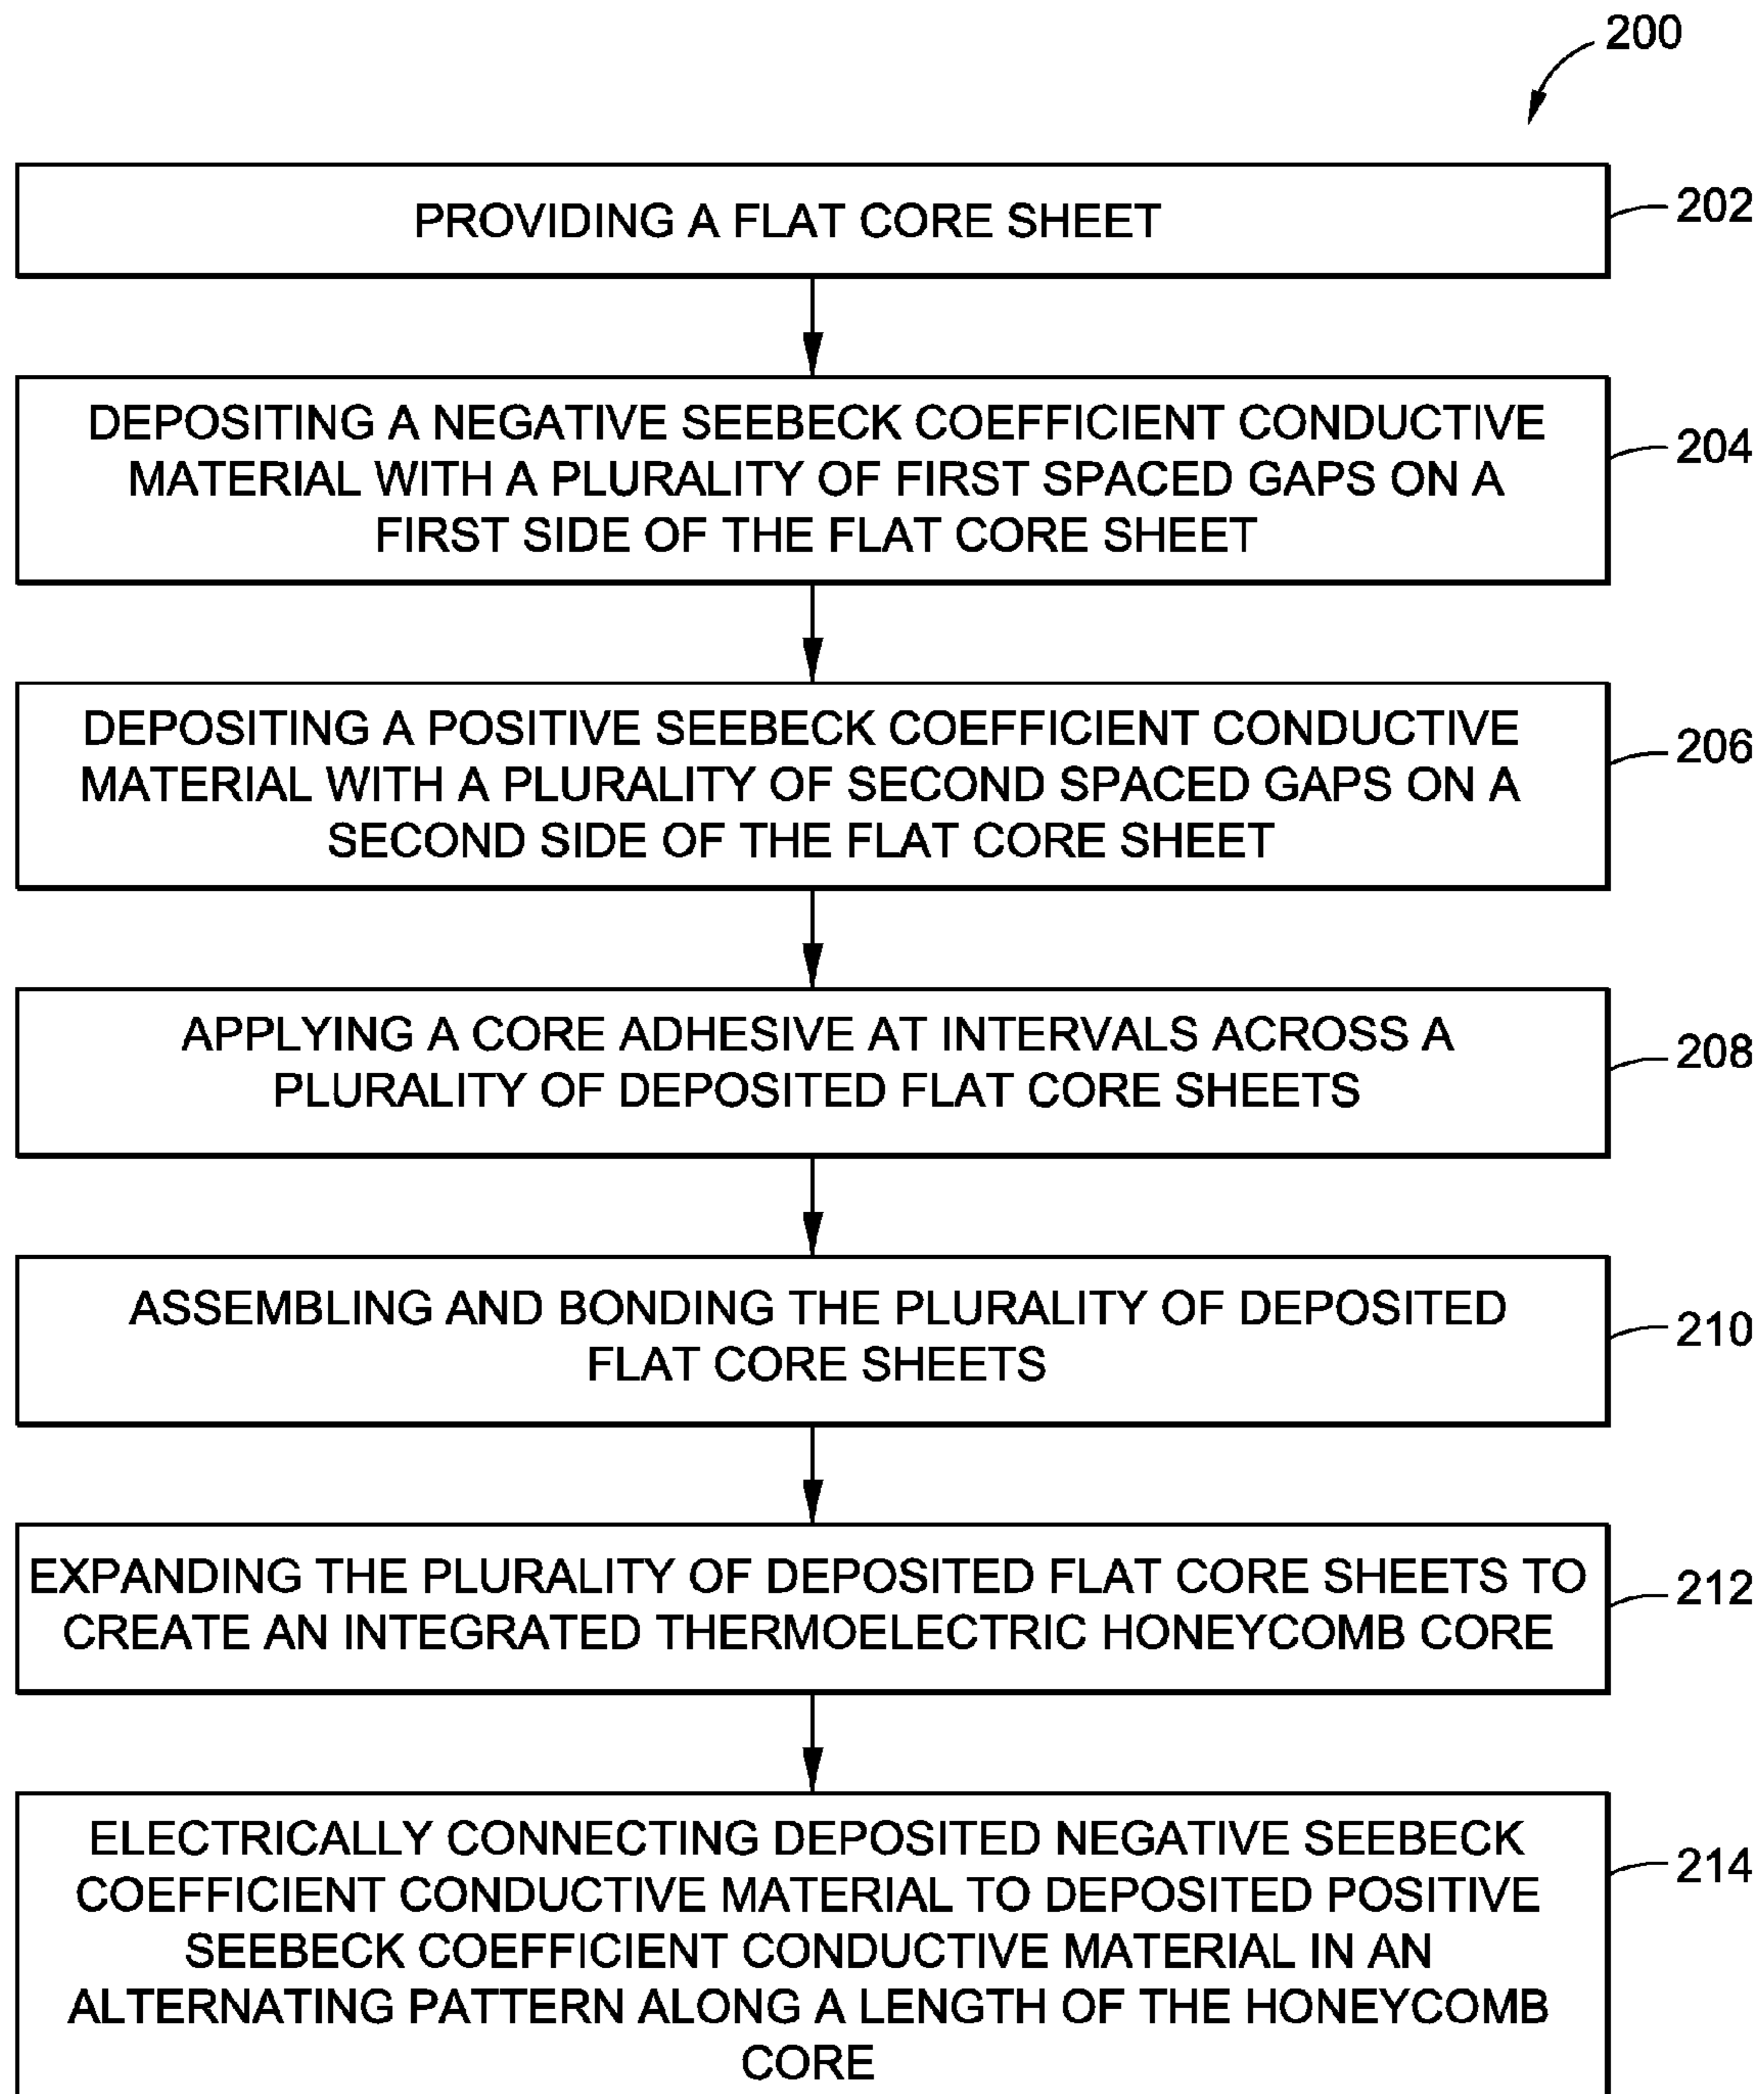 200
PROVIDING A FLAT CORE SHEET
202
DEPOSITING A NEGATIVE SEEBECK COEFFICIENT CONDUCTIVE
MATERIAL WITH A PLURALITY OF FIRST SPACED GAPS ON A
FIRST SIDE OF THE FLAT CORE SHEET
204
DEPOSITING A POSITIVE SEEBECK COEFFICIENT CONDUCTIVE
MATERIAL WITH A PLURALITY OF SECOND SPACED GAPS ON A
SECOND SIDE OF THE FLAT CORE SHEET
206
APPLYING A CORE ADHESIVE AT INTERVALS ACROSS A
PLURALITY OF DEPOSITED FLAT CORE SHEETS
208
ASSEMBLING AND BONDING THE PLURALITY OF DEPOSITED
FLAT CORE SHEETS
210
EXPANDING THE PLURALITY OF DEPOSITED FLAT CORE SHEETS TO
CREATE AN INTEGRATED THERMOELECTRIC HONEYCOMB CORE
212
ELECTRICALLY CONNECTING DEPOSITED NEGATIVE SEEBECK
COEFFICIENT CONDUCTIVE MATERIAL TO DEPOSITED POSITIVE
SEEBECK COEFFICIENT CONDUCTIVE MATERIAL IN AN
ALTERNATING PATTERN ALONG A LENGTH OF THE HONEYCOMB
CORE
214